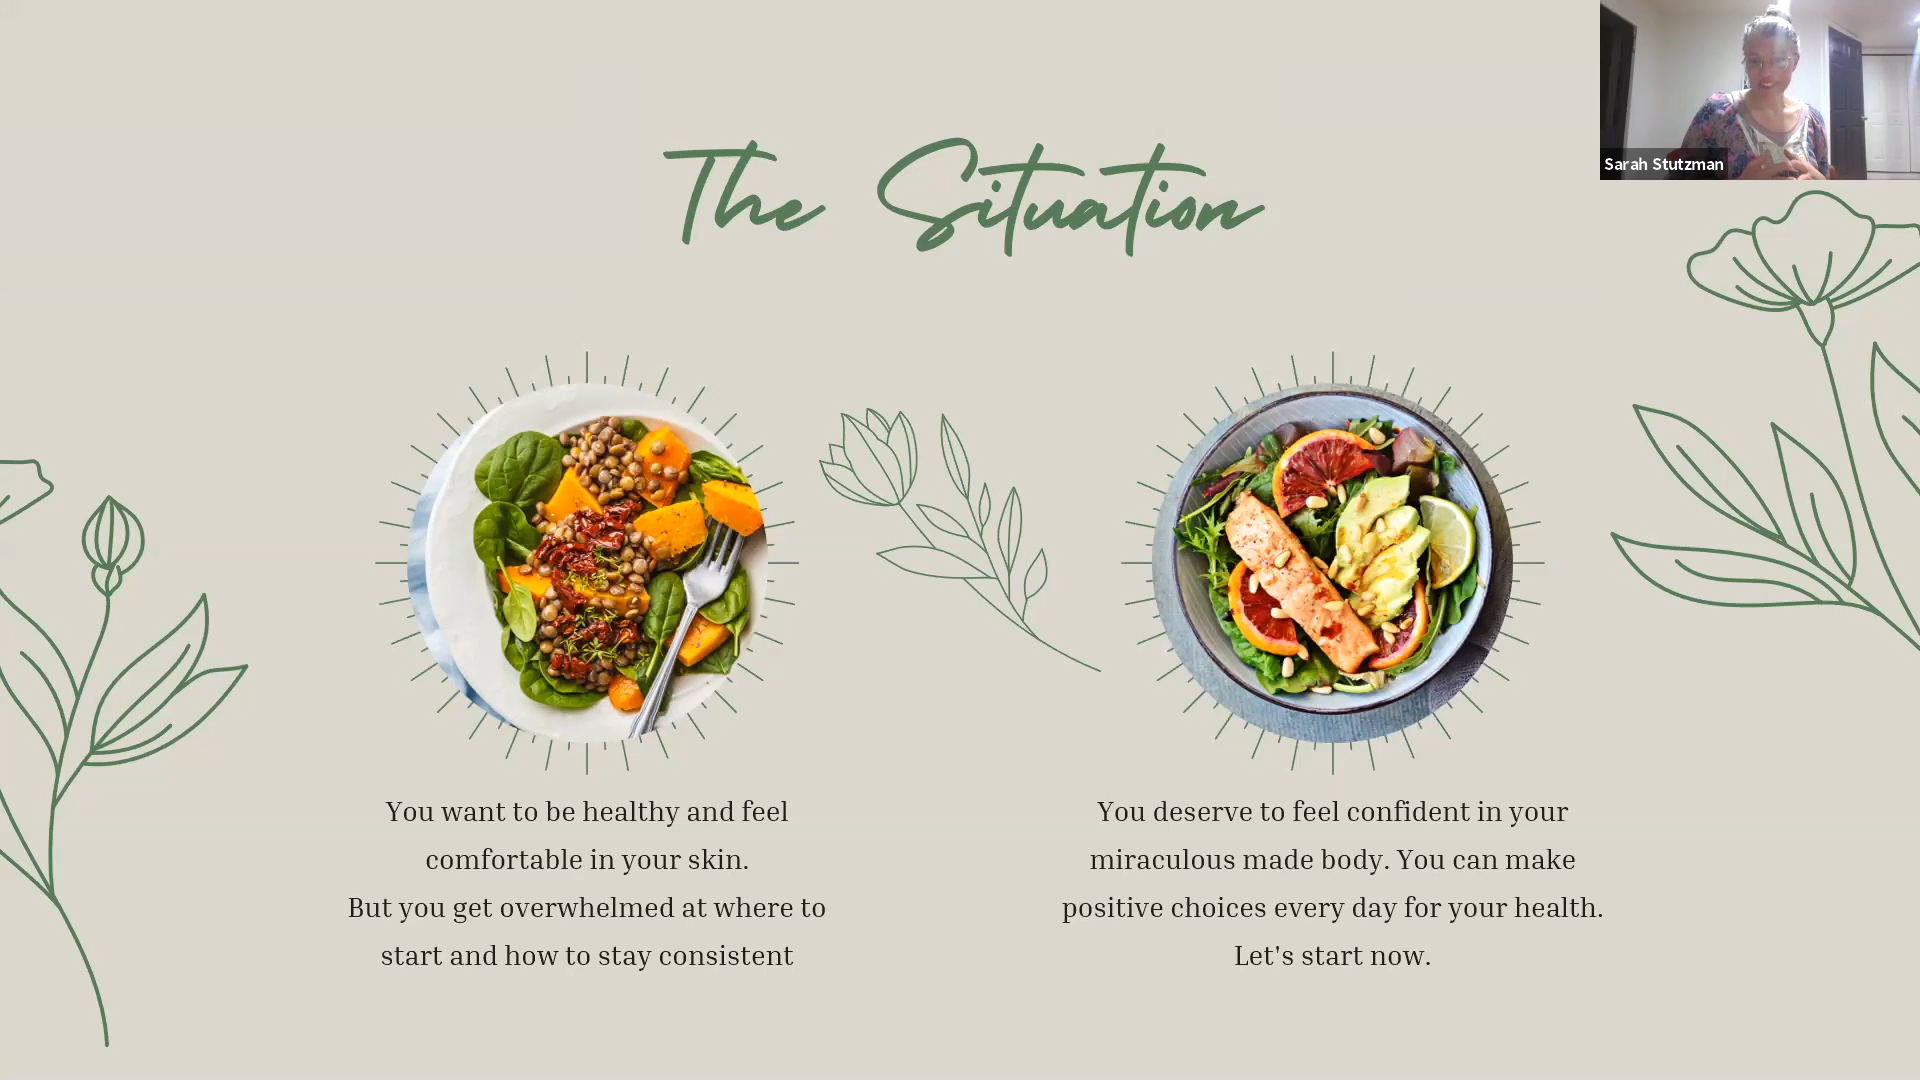 Sarah Stutzman
The Situation
You want to be healthy and feel
comfortable in your skin.
But you get overwhelmed at where to
start and how to stay consistent
You deserve to feel confident in your
miraculous made body. You can make
positive choices every day for your health.
Let's start now.